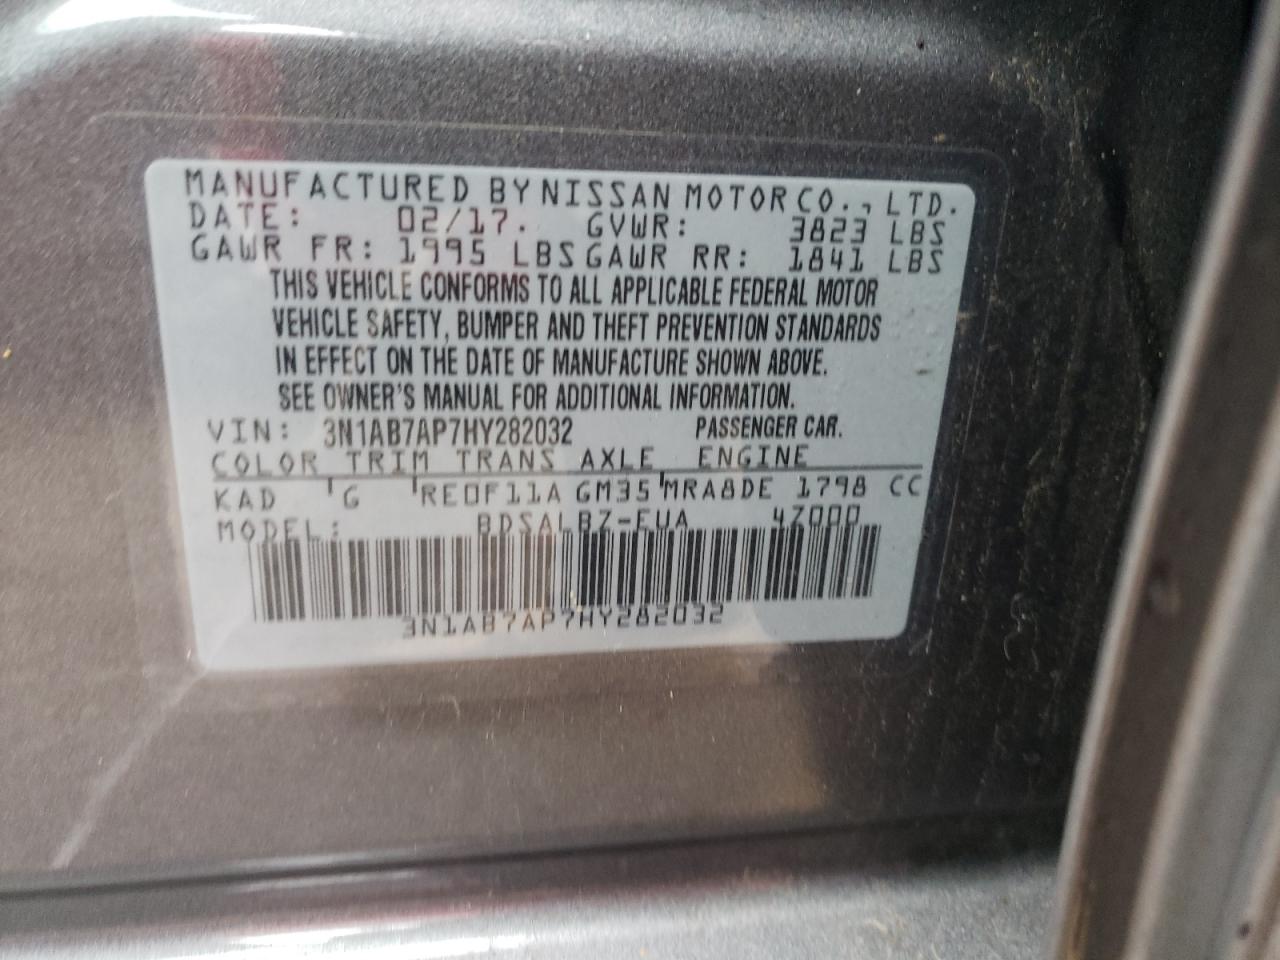 MANUFACTURED BY NISSAN MOTOR CO., LTD.
DATE: 02/17. GVWR: 3823 LBS
GAWR FR: 1995 LBS GAWR RR: 1841 LBS
THIS VEHICLE CONFORMS TO ALL APPLICABLE FEDERAL MOTOR
VEHICLE SAFETY, BUMPER AND THEFT PREVENTION STANDARDS
IN EFFECT ON THE DATE OF MANUFACTURE SHOWN ABOVE.
SEE OWNER'S MANUAL FOR ADDITIONAL INFORMATION.
VIN: 3N1AB7AP7HY282032 PASSENGER CAR.
COLOR TRIM TRANS AXLE ENGINE
KAD G RE0F11A GM35 MRA8DE 1798 CC
MODEL: BDSALBZ-EUA 4Z000
3N1AB7AP7HY282032